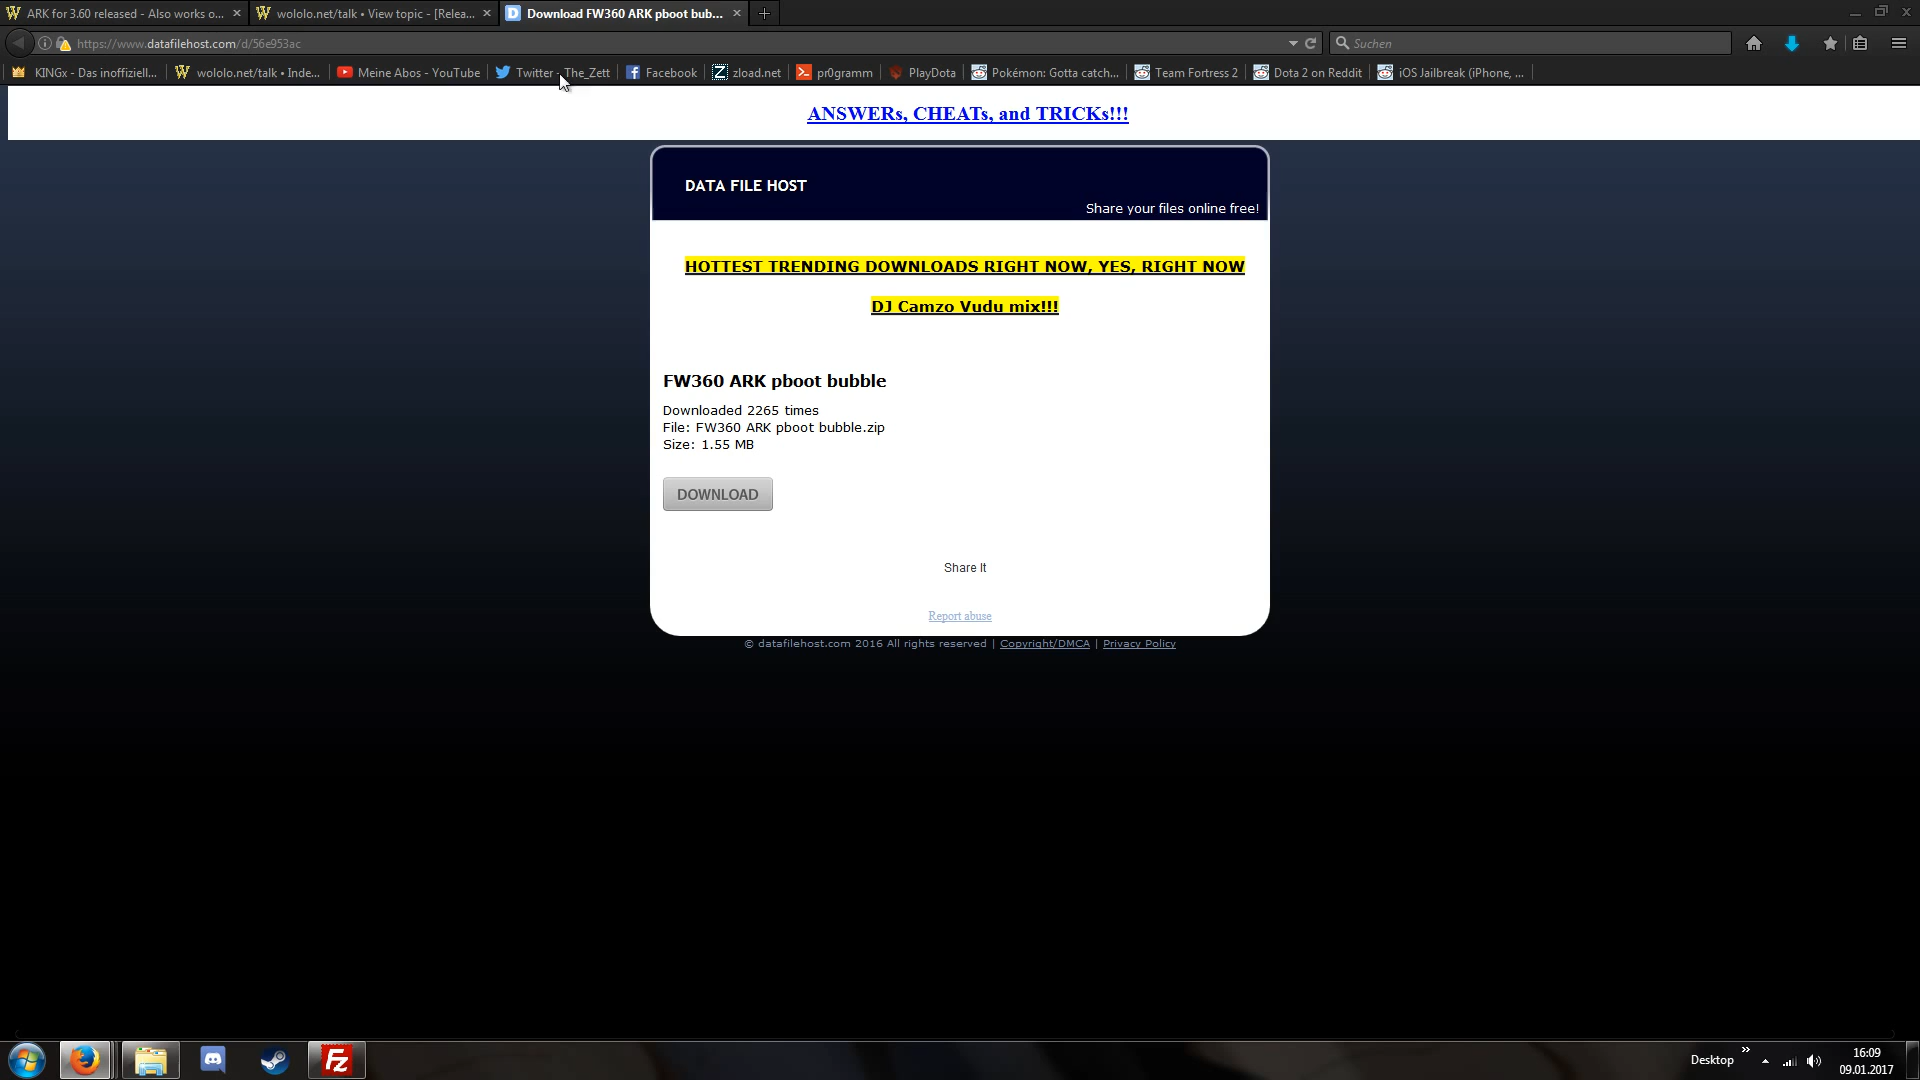 ARK for 3.60 released - Also works o...
wololo.net/talk • View topic - [Relea...
Download FW360 ARK pboot bub...
https://www.datafilehost.com/d/56e953ac
Suchen
KINGx - Das inoffiziell...
wololo.net/talk • Inde...
Meine Abos - YouTube
Twitter - The_Zett
Facebook
zload.net
pr0gramm
PlayDota
Pokémon: Gotta catch...
Team Fortress 2
Dota 2 on Reddit
iOS Jailbreak (iPhone, ...
ANSWERs, CHEATs, and TRICKs!!!
DATA FILE HOST
Share your files online free!
HOTTEST TRENDING DOWNLOADS RIGHT NOW, YES, RIGHT NOW
DJ Camzo Vudu mix!!!
FW360 ARK pboot bubble
Downloaded 2265 times
File: FW360 ARK pboot bubble.zip
Size: 1.55 MB
DOWNLOAD
Share It
Report abuse
© datafilehost.com 2016 All rights reserved | Copyright/DMCA | Privacy Policy
Desktop
16:09
09.01.2017